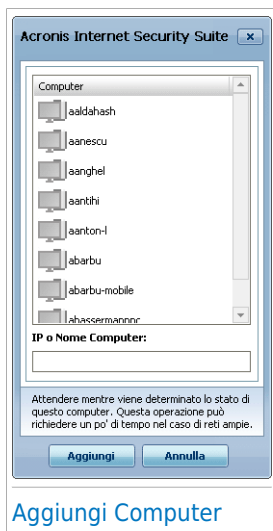 Acronis Internet Security Suite
Computer
aaldahash
aanescu
aanghel
aantihi
aanton-l
abarbu
abarbu-mobile
abassermannpc
IP o Nome Computer:
Attendere mentre viene determinato lo stato di
questo computer. Questa operazione può
richiedere un po' di tempo nel caso di reti ampie.
Aggiungi Annulla
Aggiungi Computer